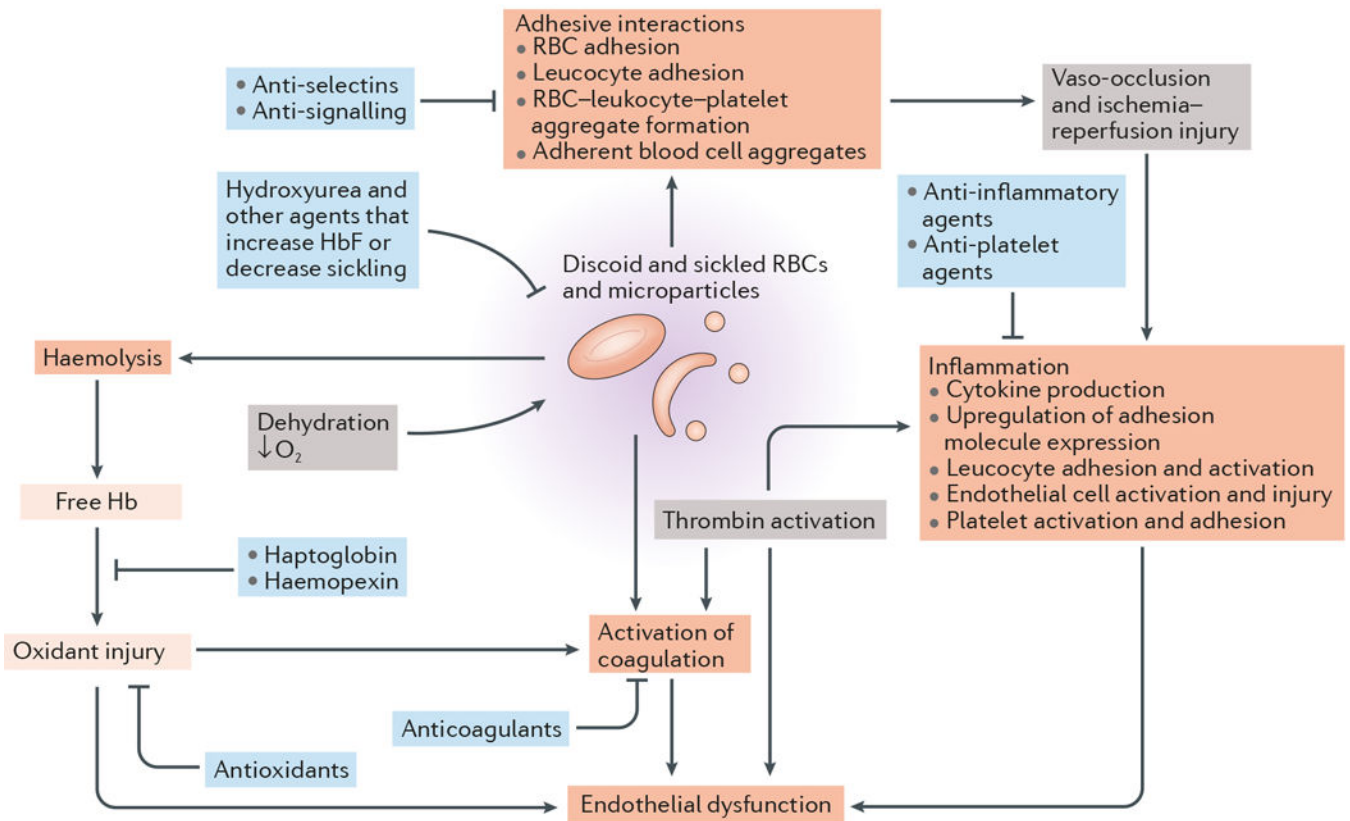 Adhesive interactions
• RBC adhesion
• Leucocyte adhesion
• RBC–leukocyte–platelet
aggregate formation
• Adherent blood cell aggregates
• Anti-selectins
• Anti-signalling
Vaso-occlusion
and ischemia–
reperfusion injury
Hydroxyurea and
other agents that
increase HbF or
decrease sickling
• Anti-inflammatory
agents
• Anti-platelet
agents
Discoid and sickled RBCs
and microparticles
Haemolysis
Inflammation
• Cytokine production
• Upregulation of adhesion
molecule expression
• Leucocyte adhesion and activation
• Endothelial cell activation and injury
• Platelet activation and adhesion
Dehydration
↓O₂
Free Hb
Thrombin activation
• Haptoglobin
• Haemopexin
Oxidant injury
Activation of
coagulation
Anticoagulants
Antioxidants
Endothelial dysfunction